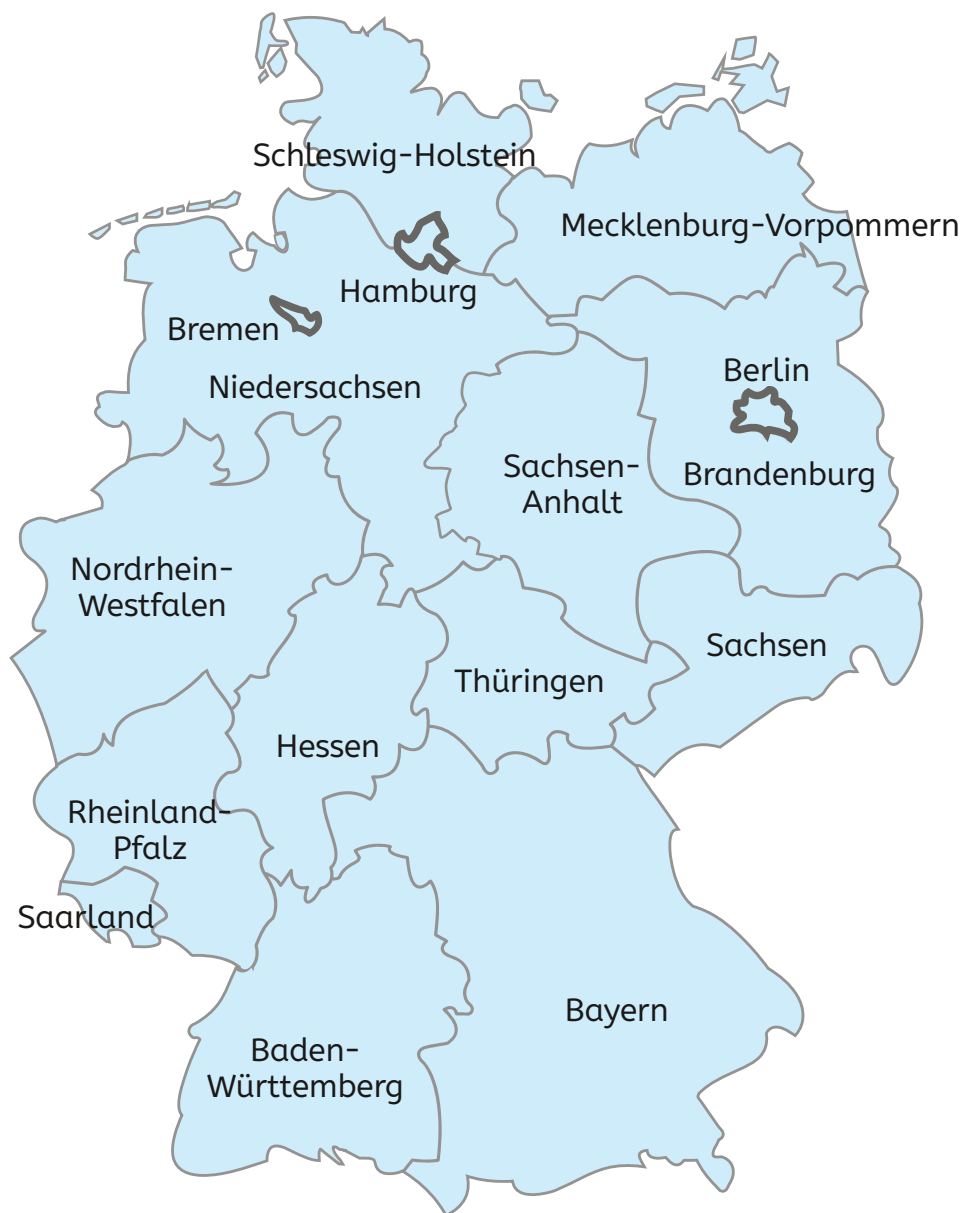 Schleswig-Holstein
Mecklenburg-Vorpommern
Hamburg
Bremen
Niedersachsen
Berlin
Sachsen-
Anhalt
Brandenburg
Nordrhein-
Westfalen
Sachsen
Thüringen
Hessen
Rheinland-
Pfalz
Saarland
Bayern
Baden-
Württemberg